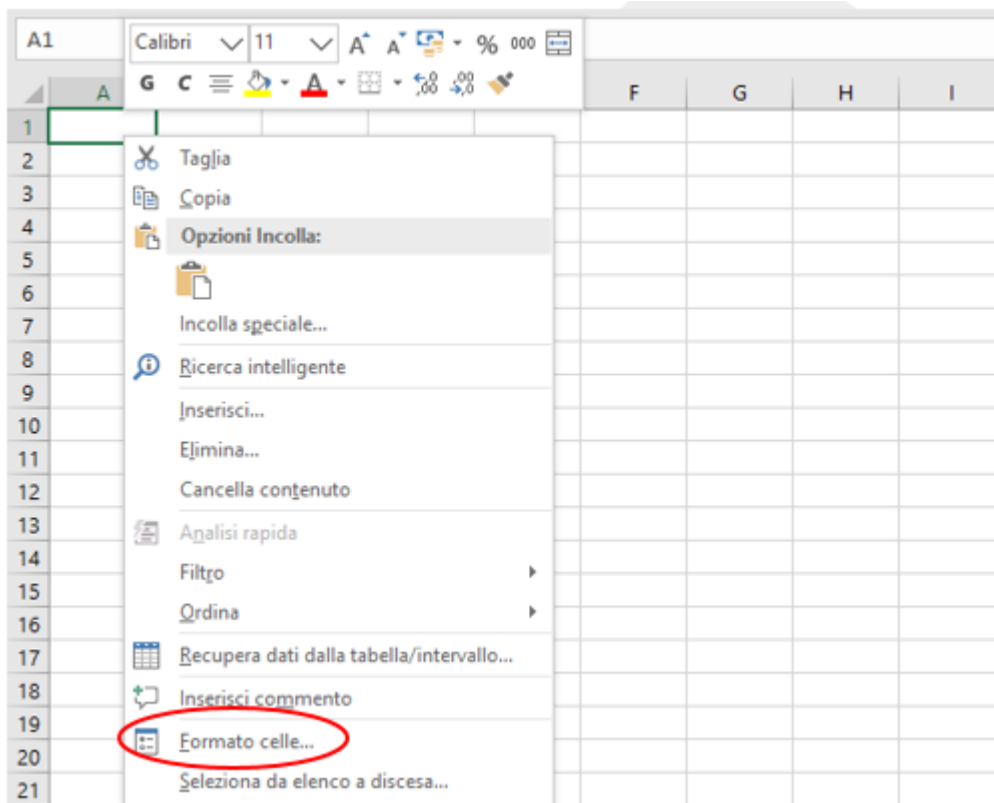 A1
Calibri 11 A A % 000
G C A
A F G H I
1
2 Taglia
3 Copia
4 Opzioni Incolla:
5
6
7 Incolla speciale...
8 Ricerca intelligente
9
10 Inserisci...
11 Elimina...
12 Cancella contenuto
13 Analisi rapida
14 Filtro
15
16 Ordina
17 Recupera dati dalla tabella/intervallo...
18 Inserisci commento
19
20 Formato celle...
21 Seleziona da elenco a discesa...